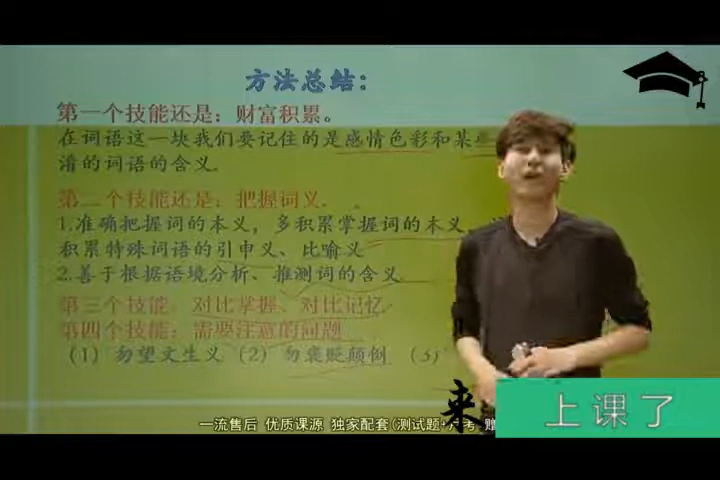 方法总结：
第一个技能还是：财富积累。
在词语这一块我们要记住的是感情色彩和某
淆的词语的含义.
第二个技能还是：把握词义．
1.准确把握词的本义，多积累掌握词的本义、
积累特殊词语的引申义、比喻义
2.善于根据语境分析、推测词的含义
第三个技能：对比掌握、对比记忆
第四个技能：需要注意的问题
（1）勿望文生义（2）勿褒贬颠倒（3）
来 上课了
一流售后 优质课源 独家配套(测试题+